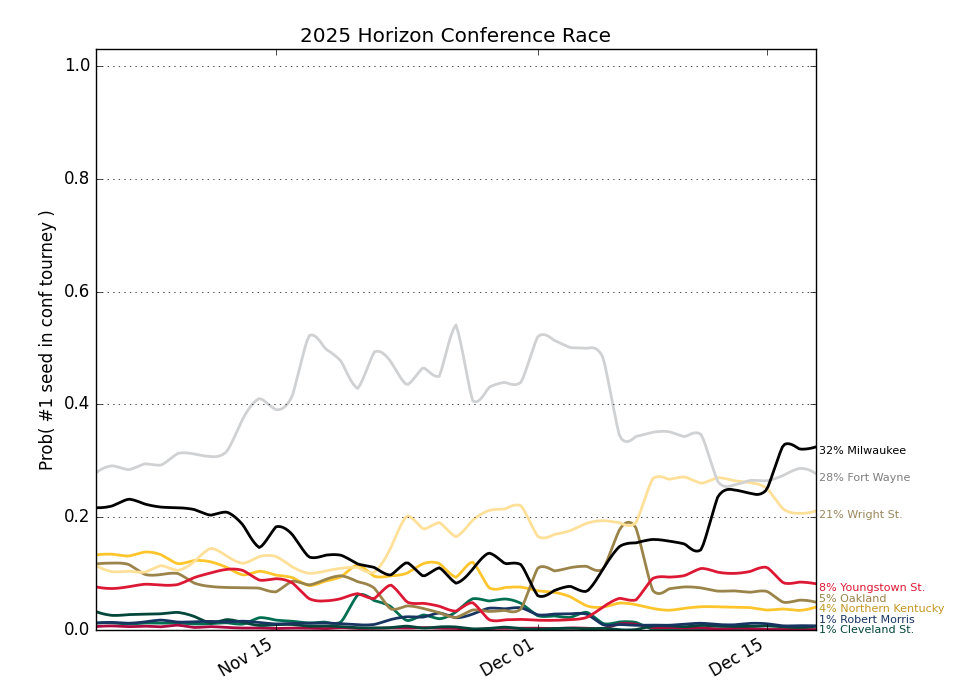 2025 Horizon Conference Race
Prob( #1 seed in conf tourney )
1.0
0.8
0.6
0.4
0.2
0.0
Nov 15
Dec 01
Dec 15
32% Milwaukee
28% Fort Wayne
21% Wright St.
8% Youngstown St.
5% Oakland
4% Northern Kentucky
1% Robert Morris
1% Cleveland St.